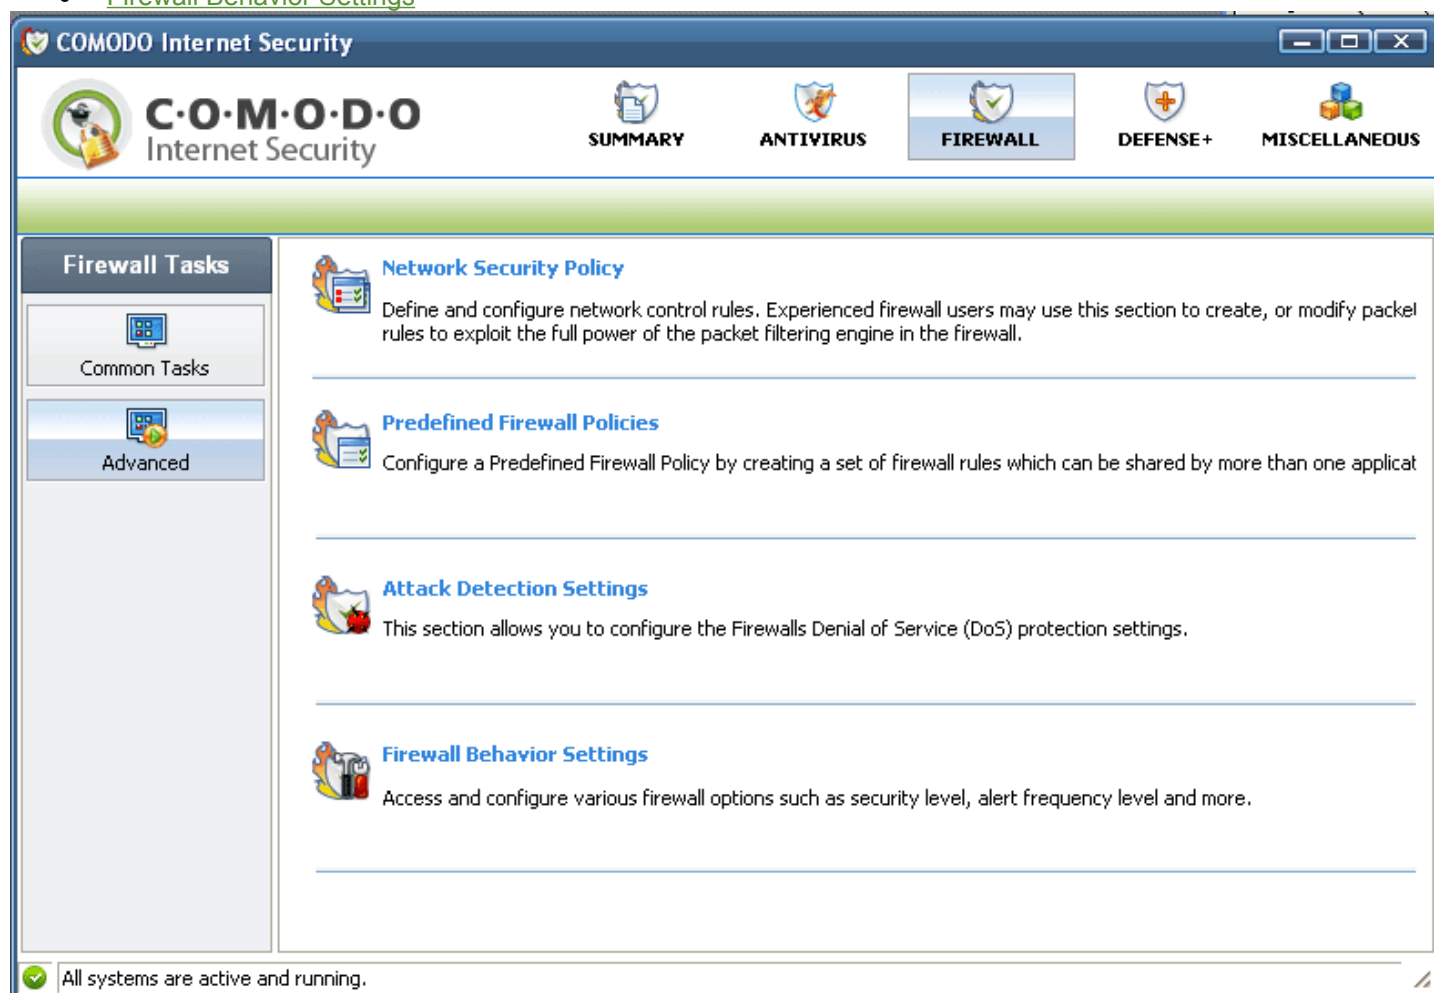 Firewall Behavior Settings
COMODO Internet Security
C·O·M·O·D·O
Internet Security
SUMMARY
ANTIVIRUS
FIREWALL
DEFENSE+
MISCELLANEOUS
Firewall Tasks
Common Tasks
Advanced
Network Security Policy
Define and configure network control rules. Experienced firewall users may use this section to create, or modify packet
rules to exploit the full power of the packet filtering engine in the firewall.
Predefined Firewall Policies
Configure a Predefined Firewall Policy by creating a set of firewall rules which can be shared by more than one applicat
Attack Detection Settings
This section allows you to configure the Firewalls Denial of Service (DoS) protection settings.
Firewall Behavior Settings
Access and configure various firewall options such as security level, alert frequency level and more.
All systems are active and running.